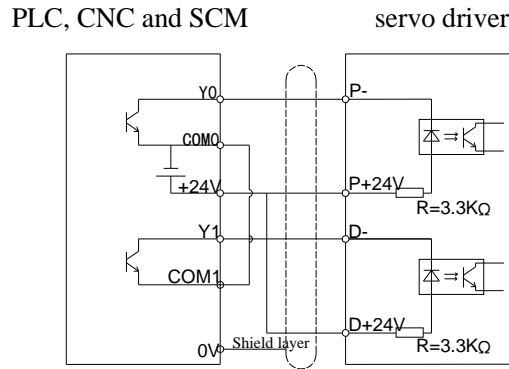 PLC, CNC and SCM servo driver
Y0 P-
COM0
+24V P+24V
R=3.3KΩ
Y1 D-
COM1
D+24V
0V Shield layer R=3.3KΩ